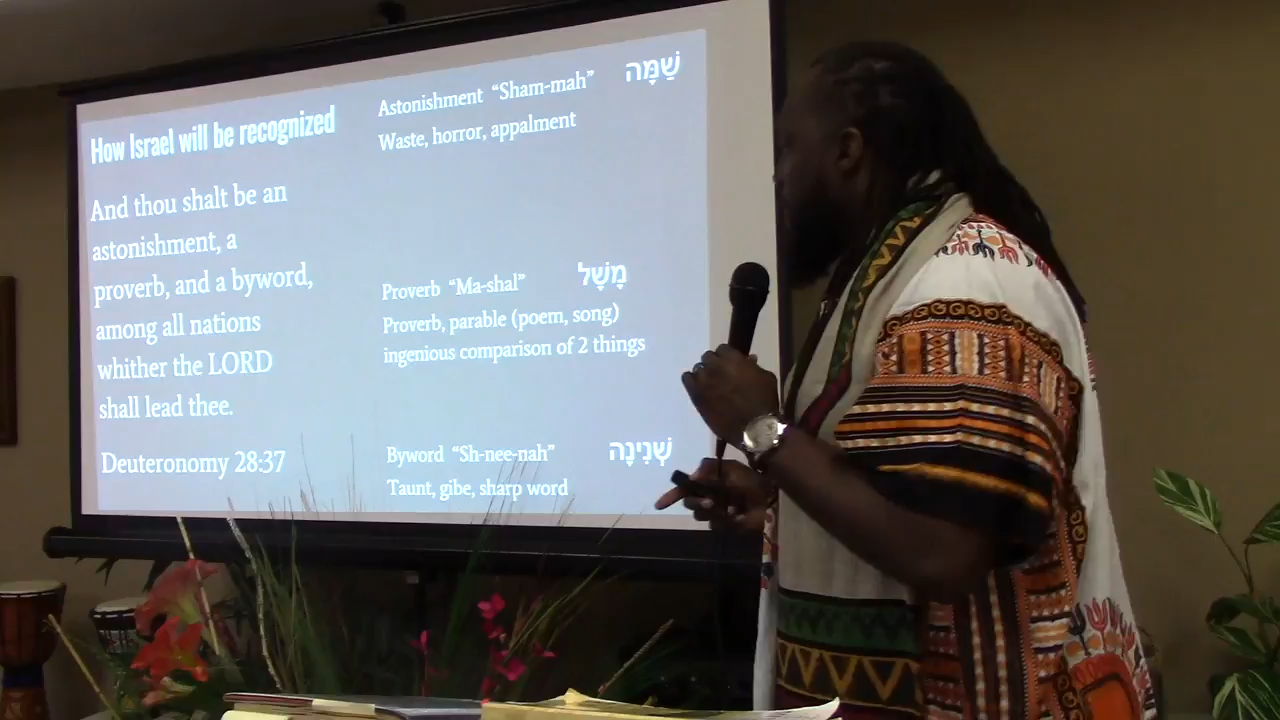 How Israel will be recognized
And thou shalt be an
astonishment, a
proverb, and a byword,
among all nations
whither the LORD
shall lead thee.
Deuteronomy 28:37
Astonishment “Sham-mah” שַׁמָּה
Waste, horror, appalment
Proverb “Ma-shal” מָשָׁל
Proverb, parable (poem, song)
ingenious comparison of 2 things
Byword “Sh-nee-nah” שְׁנִינָה
Taunt, gibe, sharp word